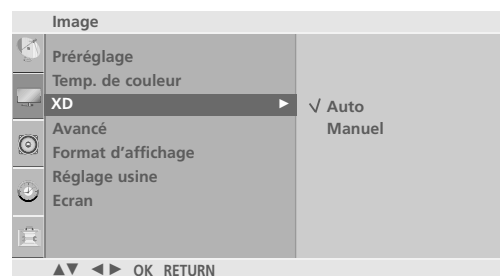 Image
Préréglage
Temp. de couleur
XD ►
√ Auto
Manuel
Avancé
Format d’affichage
Réglage usine
Ecran
▲▼ ◄► OK RETURN